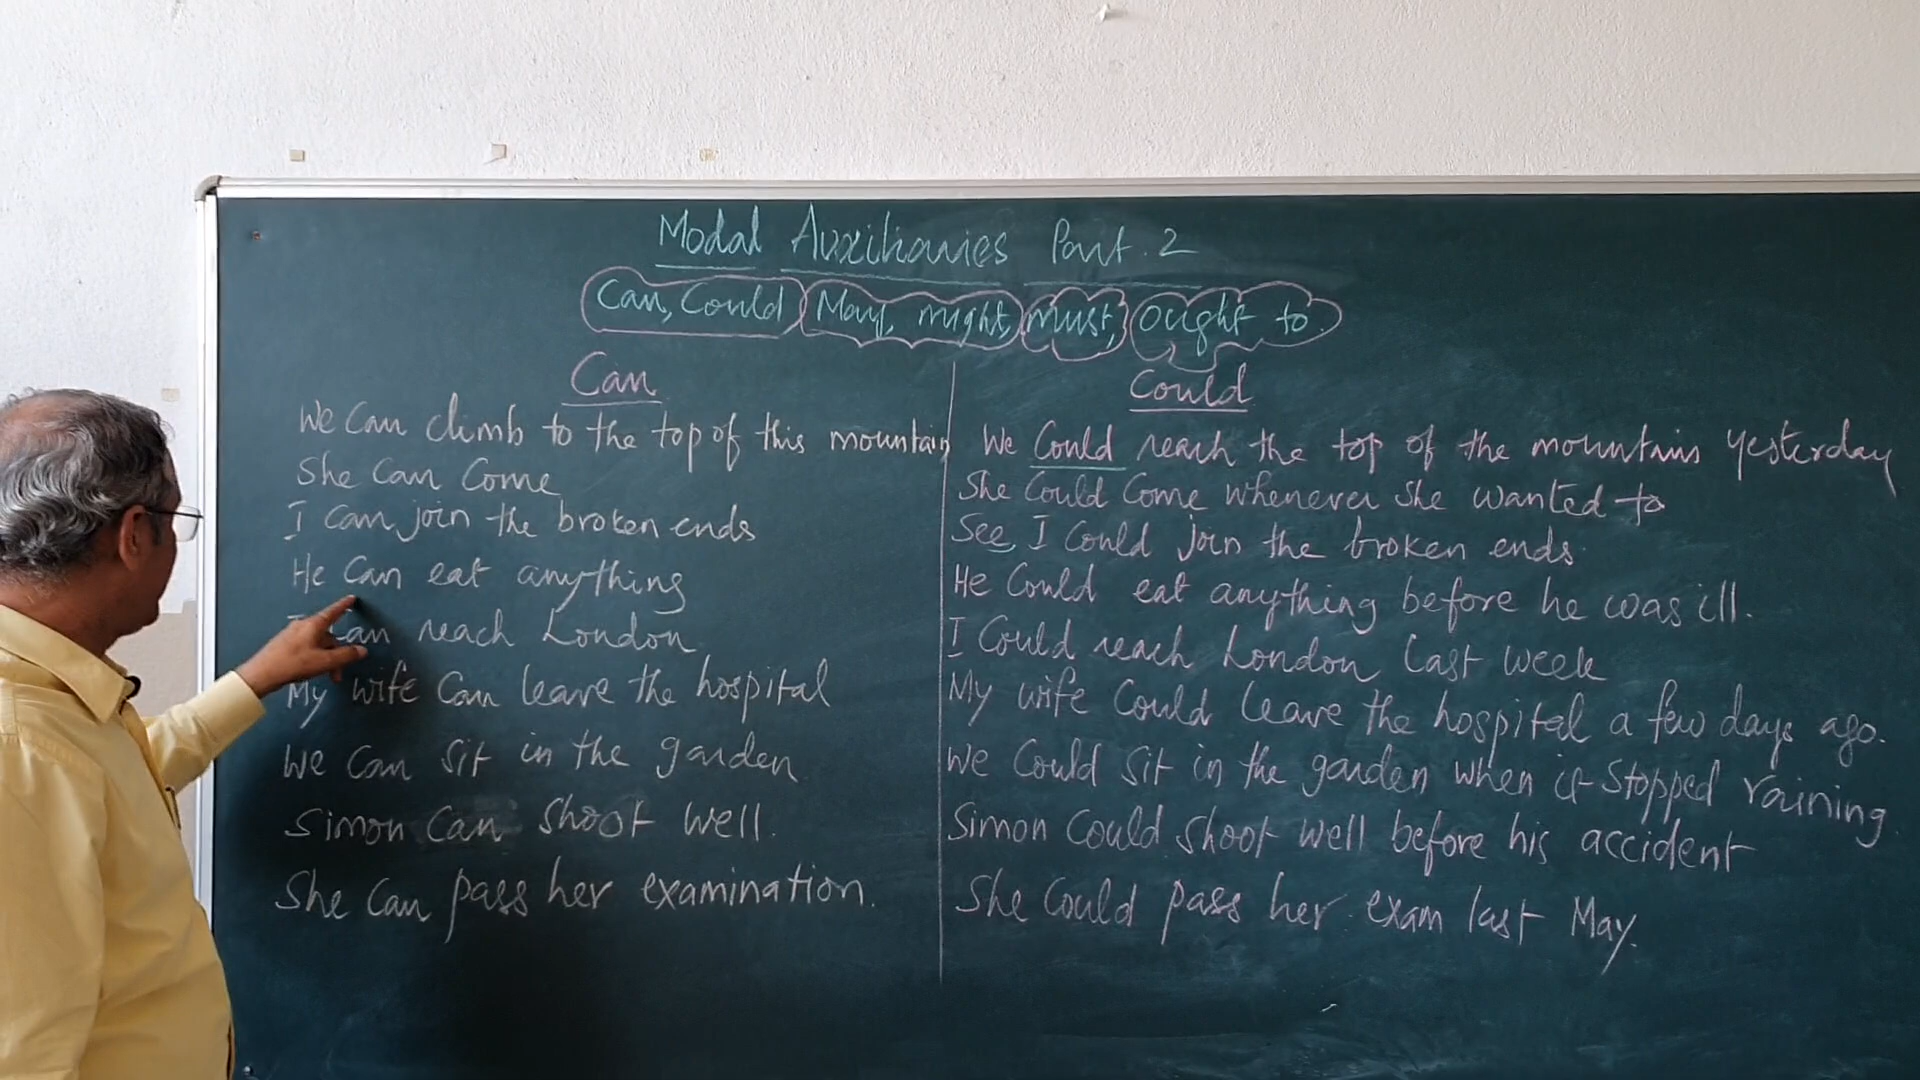 Modal Auxiliaries Part. 2
Can, Could May, might, must, ought to.
Can
We Can climb to the top of this mountain
She Can Come
I Can join the broken ends
He Can eat anything
I Can reach London
My wife Can leave the hospital
We Can sit in the garden
Simon Can shoot well.
She Can pass her examination.
Could
We Could reach the top of the mountain yesterday
She Could Come whenever she wanted to
See, I Could join the broken ends.
He Could eat anything before he was ill.
I Could reach London last week
My wife Could leave the hospital a few days ago.
We Could sit in the garden when it stopped raining.
Simon Could shoot well before his accident
She Could pass her exam last May.